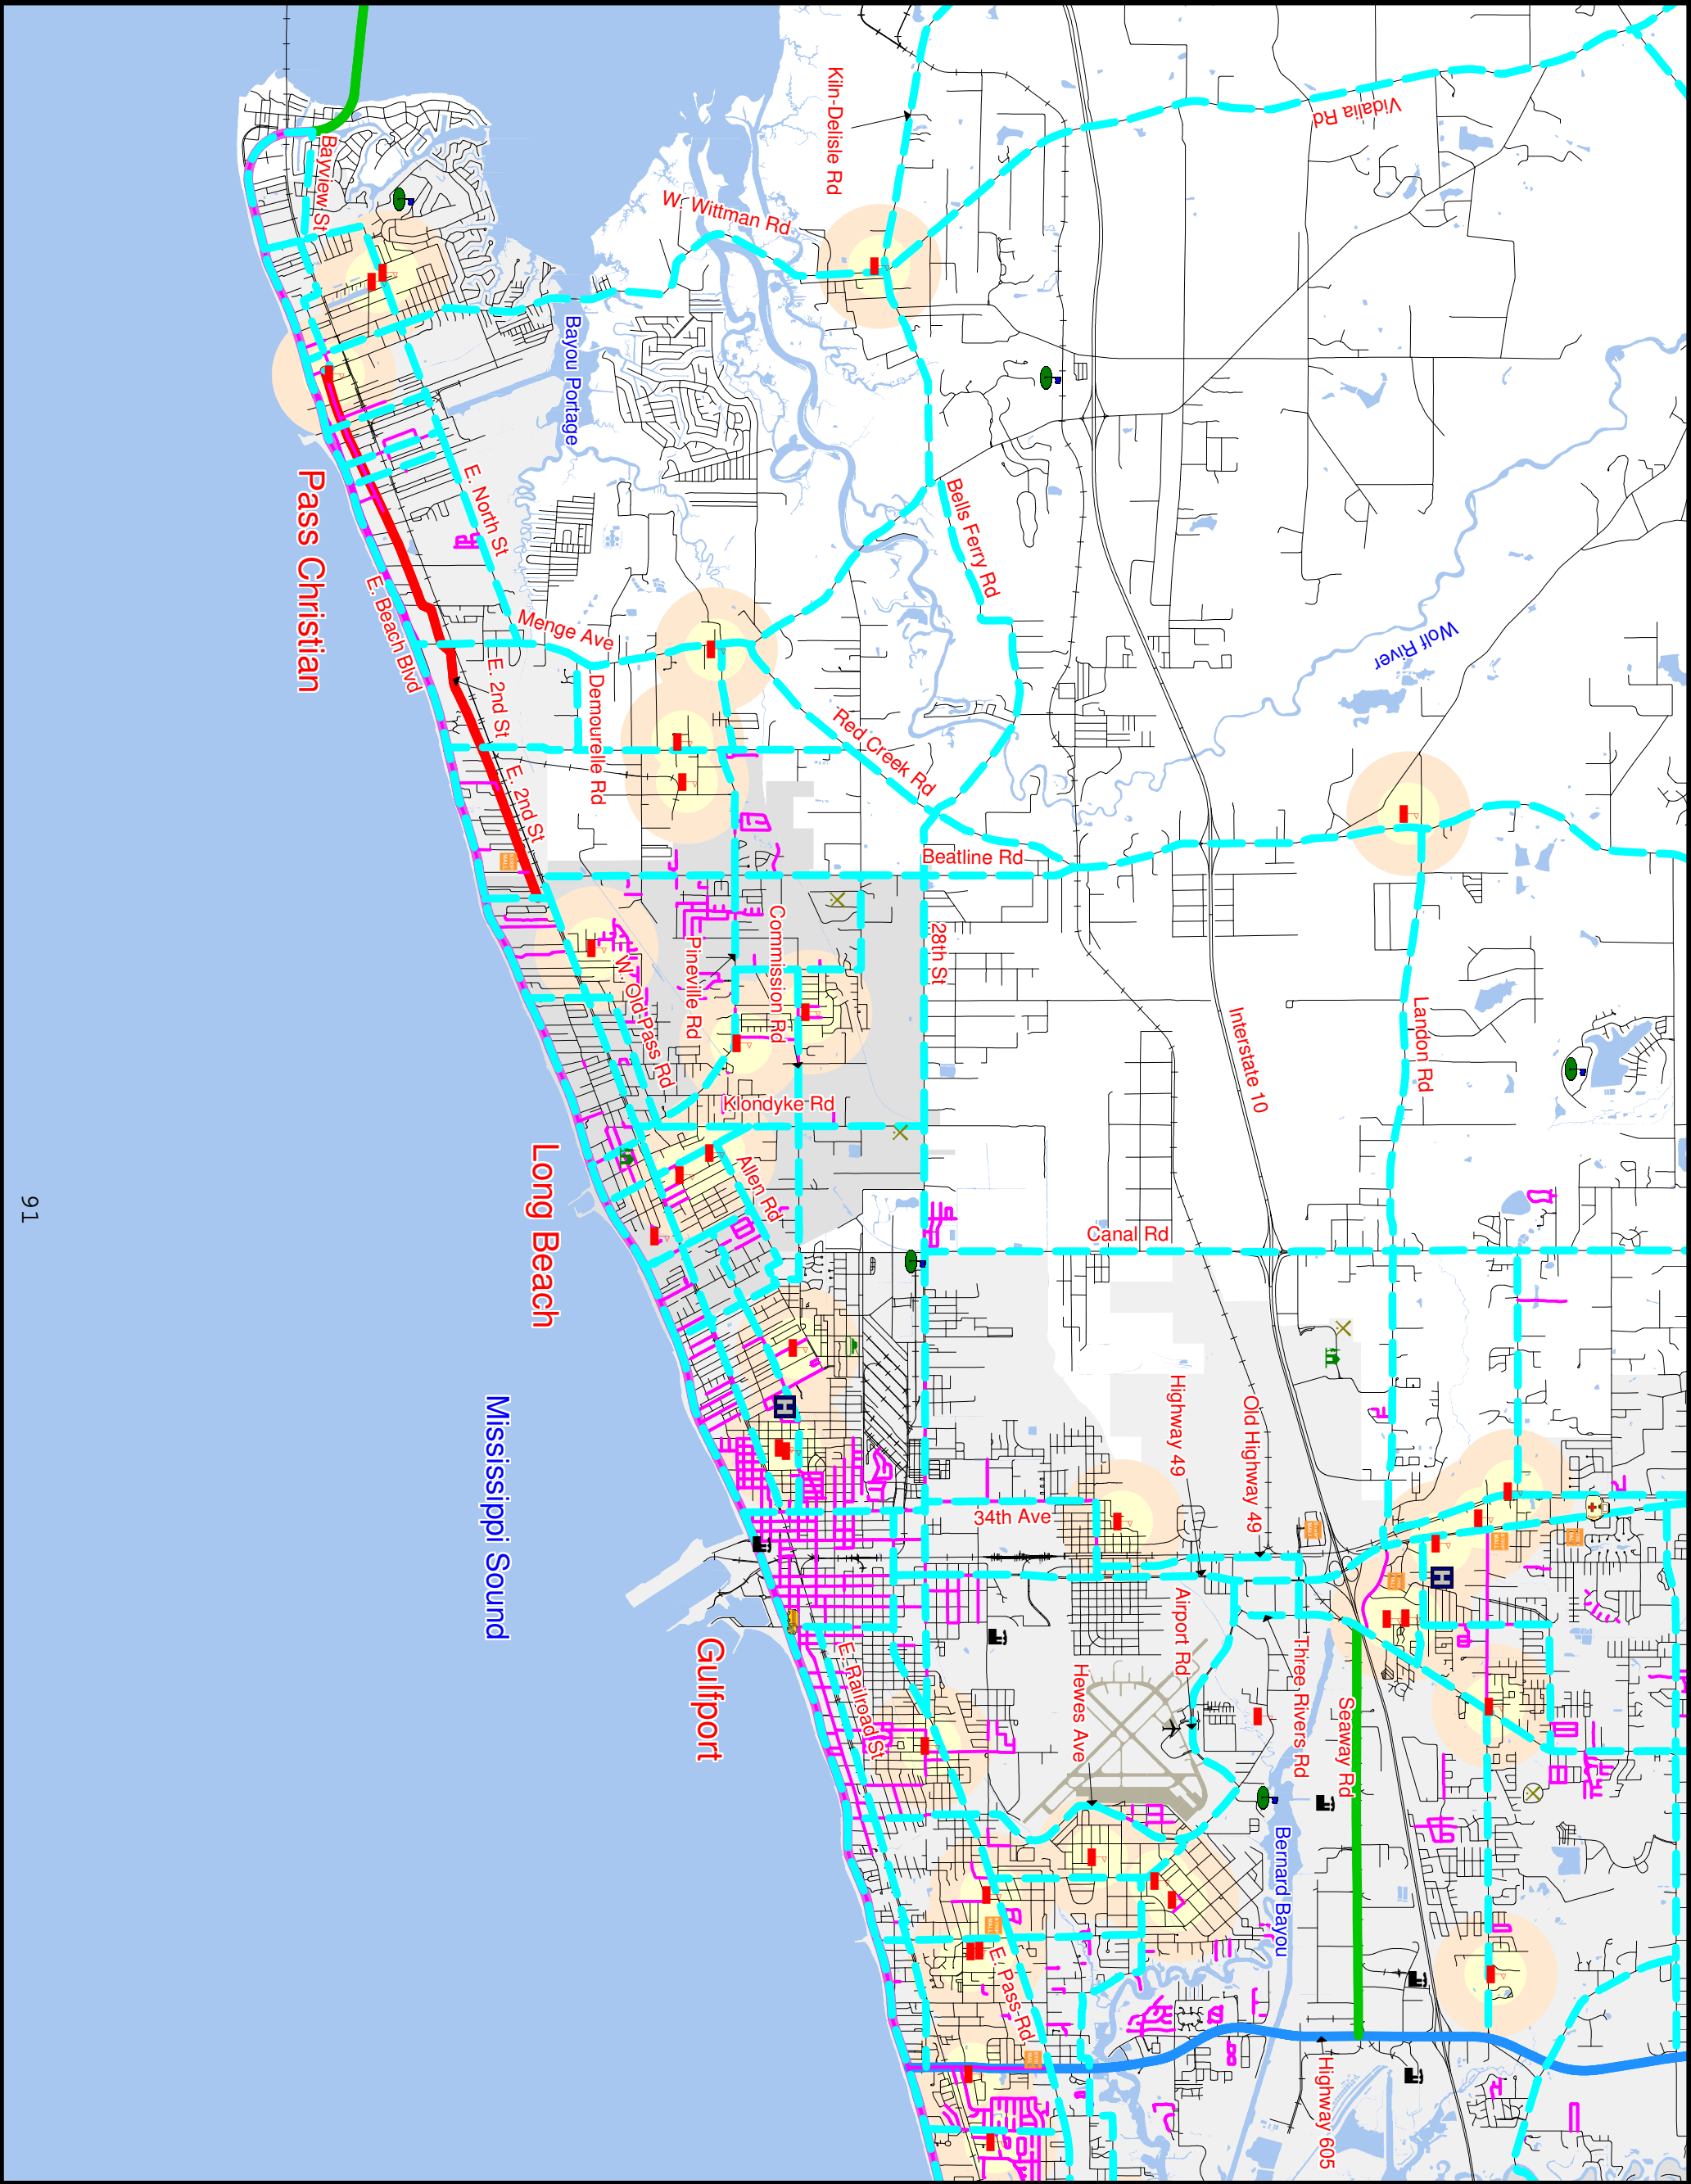 Kiln-Delisle Rd
Vidalia Rd
Bayview St
W. Wittman Rd
Bayou Portage
E. North St
Bells Ferry Rd
Wolf River
Pass Christian
E. Beach Blvd
Menge Ave
E. 2nd St
Demourelle Rd
E. 2nd St
Red Creek Rd
Beatline Rd
28th St
Commission Rd
Pineville Rd
W. Old Pass Rd
Landon Rd
Interstate 10
Klondyke Rd
Allen Rd
Long Beach
Canal Rd
91
Highway 49
Old Highway 49
Mississippi Sound
34th Ave
H
H
Airport Rd
Three Rivers Rd
Gulfport
E. Railroad St
Hewes Ave
Seaway Rd
Bernard Bayou
E. Pass Rd
Highway 605